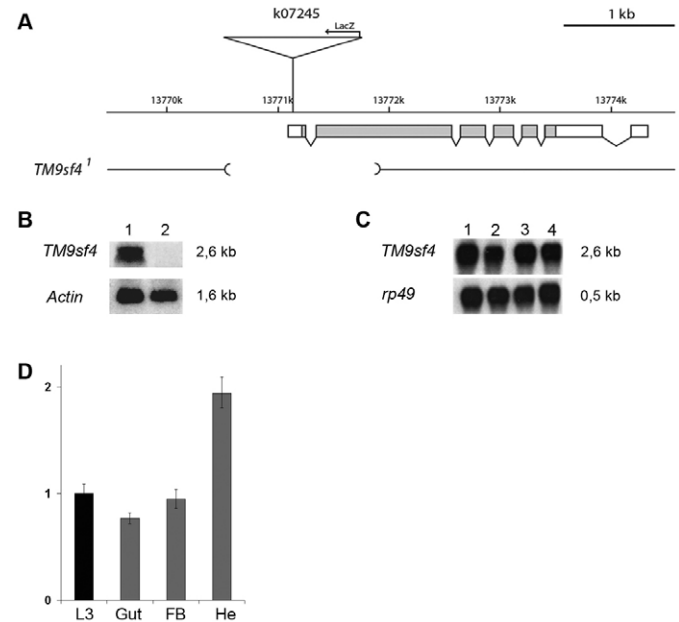 A
k07245
LacZ
1 kb
13770k 13771k 13772k 13773k 13774k
TM9sf4 1
B
1 2
TM9sf4 2,6 kb
Actin 1,6 kb
C
1 2 3 4
TM9sf4 2,6 kb
rp49 0,5 kb
D
2
1
0
L3 Gut FB He